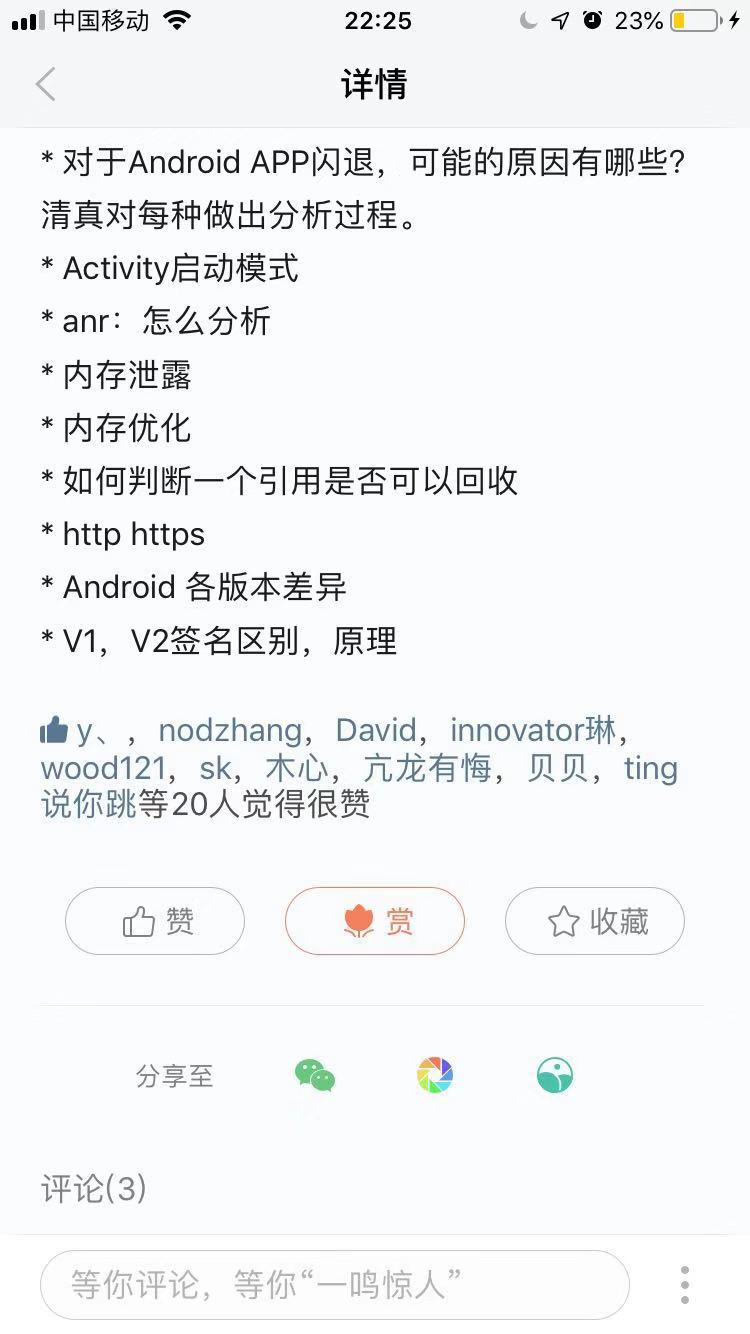 中国移动 22:25 23%
详情
* 对于Android APP闪退，可能的原因有哪些?
清真对每种做出分析过程。
* Activity启动模式
* anr：怎么分析
* 内存泄露
* 内存优化
* 如何判断一个引用是否可以回收
* http https
* Android 各版本差异
* V1，V2签名区别，原理
y、，nodzhang，David，innovator琳，
wood121，sk，木心，亢龙有悔，贝贝，ting
说你跳等20人觉得很赞
赞 赏 收藏
分享至
评论(3)
等你评论，等你“一鸣惊人”